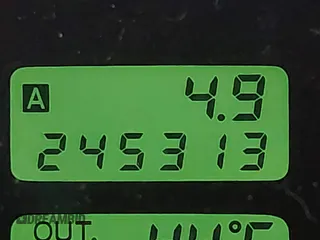 A 4.9
245313
DREAMBID
OUT.